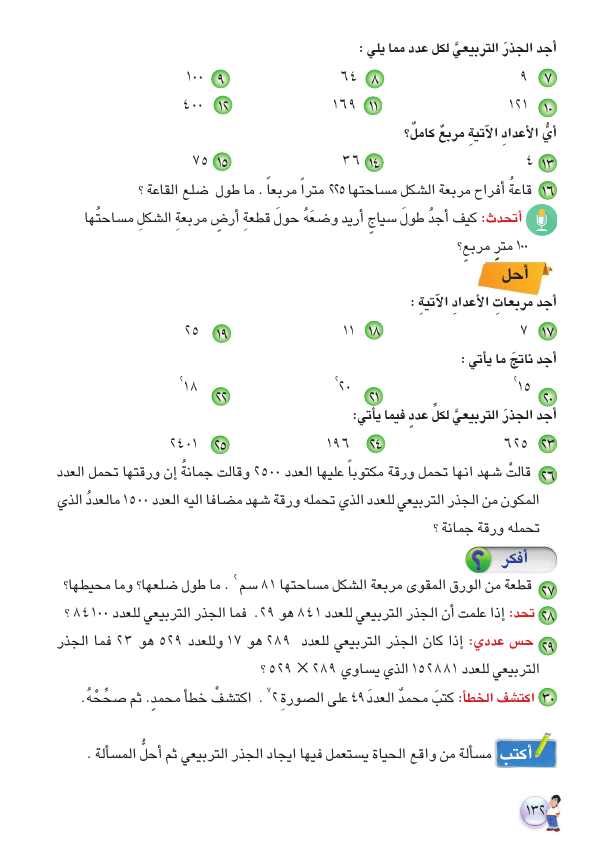 أجد الجذرَ التربيعيَّ لكل عدد مما يلي :
٧ ٩ ٨ ٦٤ ٩ ١٠٠
١٠ ١٢١ ١١ ١٦٩ ١٢ ٤٠٠
أيُّ الأعدادِ الآتيةِ مربعٌ كاملٌ؟
١٣ ٤ ١٤ ٣٦ ١٥ ٧٥
١٦ قاعةُ أفراح مربعة الشكل مساحتها ٢٢٥ متراً مربعاً . ما طول ضلع القاعة ؟
أتحدث: كيف أجدُ طولَ سياجٍ أريد وضعَهُ حولَ قطعةِ أرضٍ مربعةِ الشكلِ مساحتُها
١٠٠ مترٍ مربعٍ؟
أحل
أجد مربعاتِ الأعدادِ الآتيةِ :
١٧ ٧ ١٨ ١١ ١٩ ٢٥
أجد ناتجَ ما يأتي :
٢٠ ١٥² ٢١ ٢٠² ٢٢ ١٨²
أجد الجذرَ التربيعيَّ لكلِّ عددٍ فيما يأتي:
٢٣ ٦٢٥ ٢٤ ١٩٦ ٢٥ ٢٤٠١
٢٦ قالتْ شهد انها تحمل ورقة مكتوباً عليها العدد ٢٥٠٠ وقالت جمانةُ إن ورقتها تحمل العدد
المكون من الجذر التربيعي للعدد الذي تحمله ورقة شهد مضافا اليه العدد ١٥٠٠ مالعددُ الذي
تحمله ورقة جمانة ؟
أفكر ؟
٢٧ قطعة من الورق المقوى مربعة الشكل مساحتها ٨١ سم² . ما طول ضلعها؟ وما محيطها؟
٢٨ تحد: إذا علمت أن الجذر التربيعي للعدد ٨٤١ هو ٢٩. فما الجذر التربيعي للعدد ٨٤١٠٠ ؟
٢٩ حس عددي: إذا كان الجذر التربيعي للعدد ٢٨٩ هو ١٧ وللعدد ٥٢٩ هو ٢٣ فما الجذر
التربيعي للعدد ١٥٢٨٨١ الذي يساوي ٢٨٩ × ٥٢٩ ؟
٣٠ اكتشف الخطأ: كتبَ محمدٌ العددَ ٤٩ على الصورةِ ٢⁷ . اكتشفْ خطأ محمدٍ. ثم صحِّحْهُ.
أكتب مسألة من واقع الحياة يستعمل فيها ايجاد الجذر التربيعي ثم أحلُّ المسألة .
١٣٢